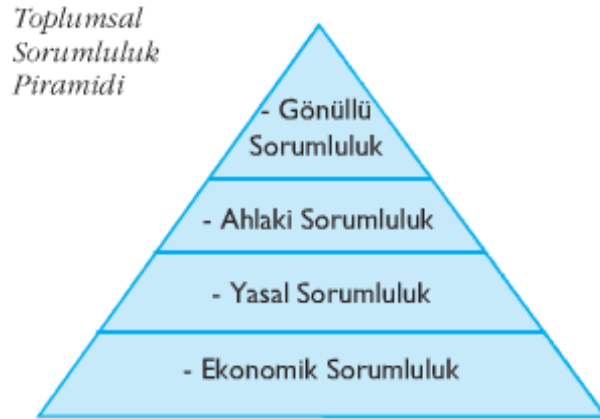 Toplumsal
Sorumluluk
Piramidi
- Gönüllü
Sorumluluk
- Ahlaki Sorumluluk
- Yasal Sorumluluk
- Ekonomik Sorumluluk